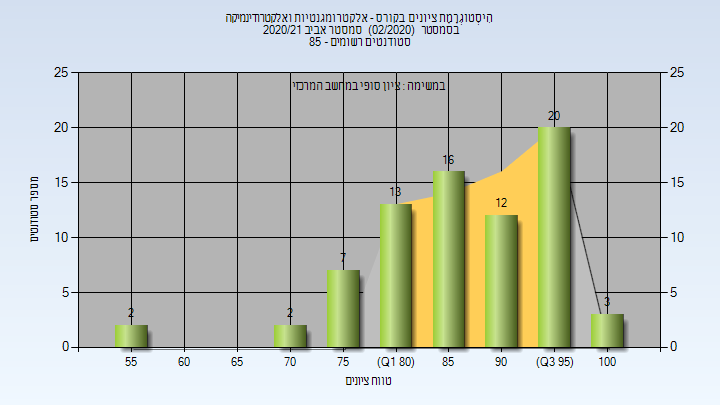 היסטוגרמת ציונים בקורס - אלקטרומגנטיות ואלקטרודינמיקה
בסמסטר (02/2020) סמסטר אביב 2020/21
סטודנטים רשומים - 85
במשימה : ציון סופי במחשב המרכזי
25 25
20 20
15 15
10 10
5 5
0 0
מספר סטודנטים
2 2 7 13 16 12 20 3
55 60 65 70 75 (Q1 80) 85 90 (Q3 95) 100
טווח ציונים